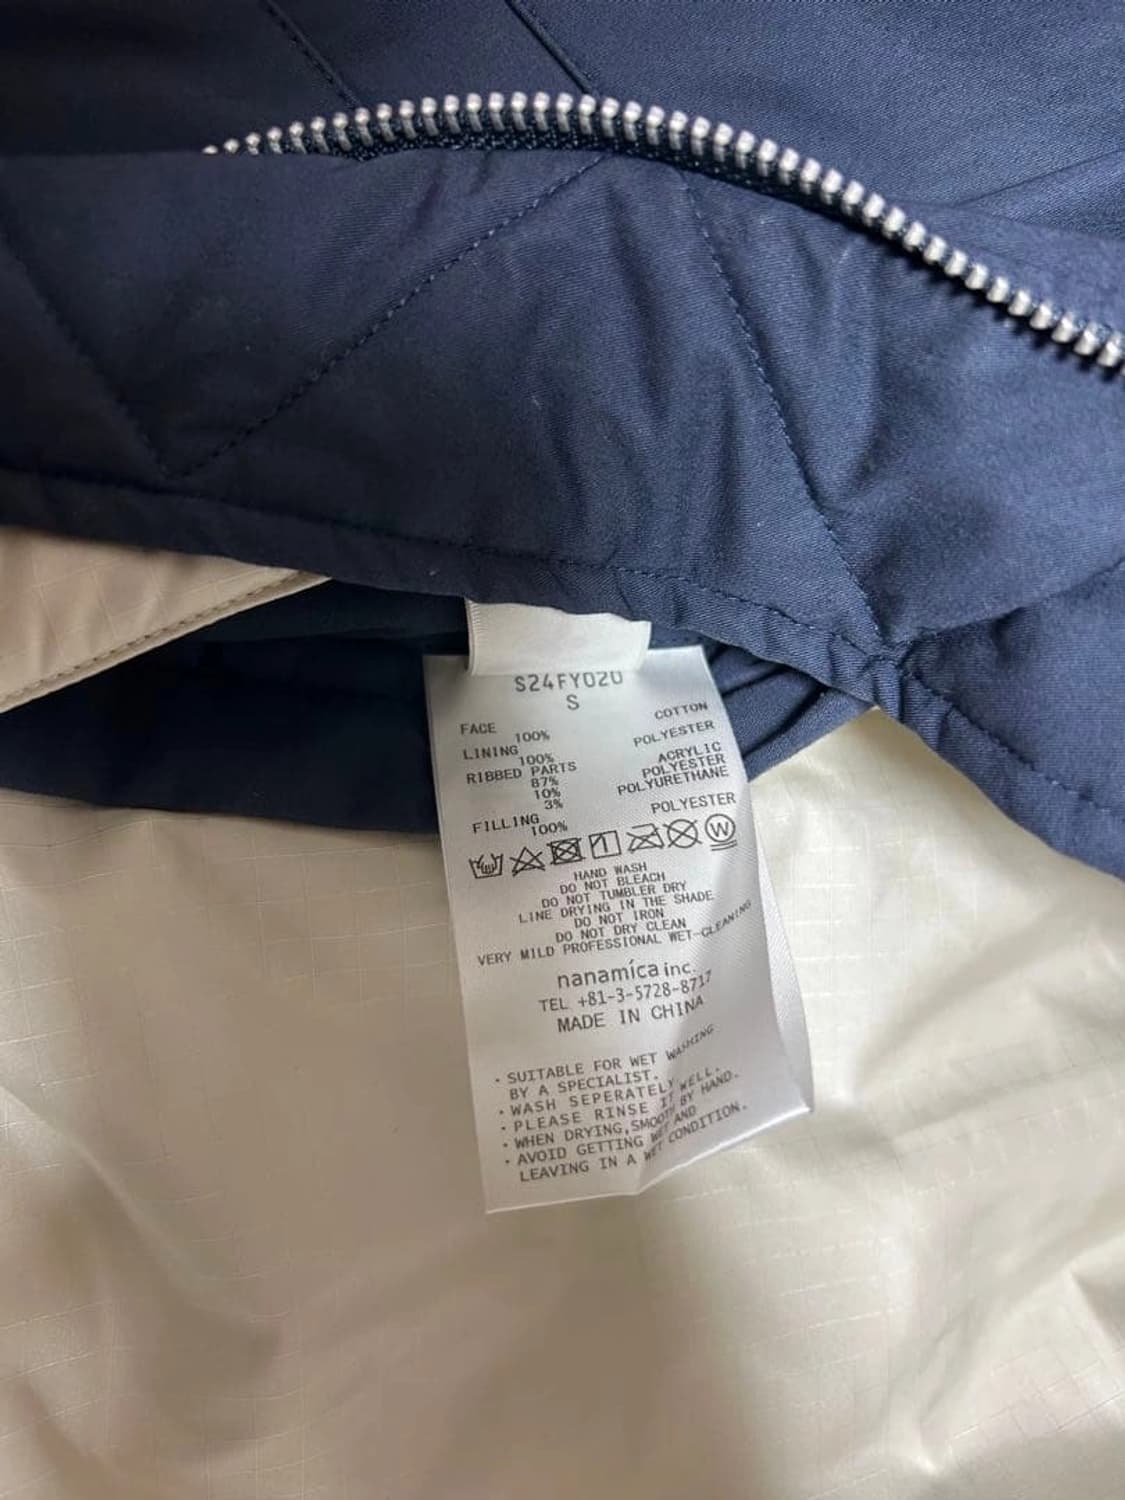 S24FY020
S
FACE
100% COTTON
LINING
100% POLYESTER
RIBBED PARTS
87% ACRYLIC
10% POLYESTER
3% POLYURETHANE
FILLING
100% POLYESTER
W
HAND WASH
DO NOT BLEACH
DO NOT TUMBLER DRY
LINE DRYING IN THE SHADE
DO NOT IRON
DO NOT DRY CLEAN
VERY MILD PROFESSIONAL WET-CLEANING
nanamica inc.
TEL +81-3-5728-8717
MADE IN CHINA
・SUITABLE FOR WET WASHING
BY A SPECIALIST.
・WASH SEPERATELY
・PLEASE RINSE IT WELL.
・WHEN DRYING,SMOOTH BY HAND.
・AVOID GETTING WET AND
LEAVING IN A WET CONDITION.